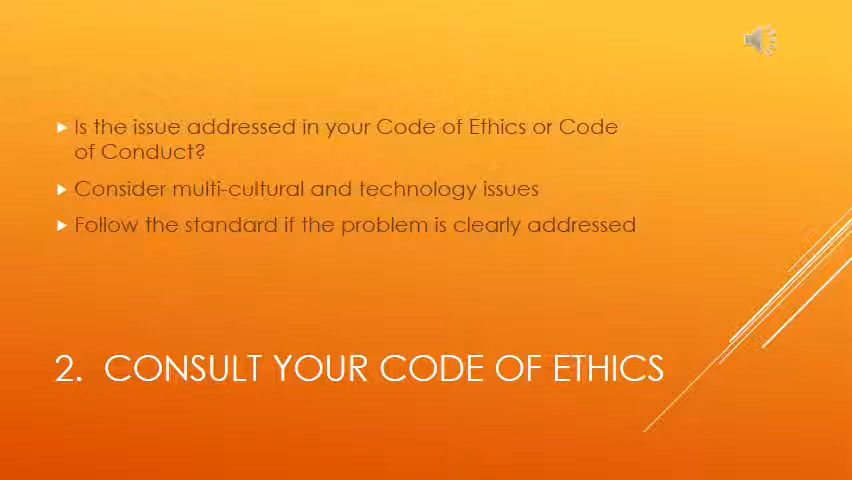 Is the issue addressed in your Code of Ethics or Code
of Conduct?
Consider multi-cultural and technology issues
Follow the standard if the problem is clearly addressed
2. CONSULT YOUR CODE OF ETHICS